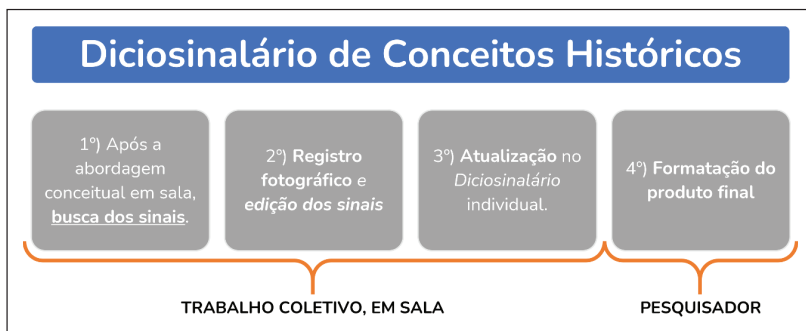 Diciosinalário de Conceitos Históricos
1º) Após a
abordagem
conceitual em sala,
busca dos sinais.
2º) Registro
fotográfico e
edição dos sinais
3º) Atualização no
Diciosinalário
individual.
4º) Formatação do
produto final
TRABALHO COLETIVO, EM SALA
PESQUISADOR